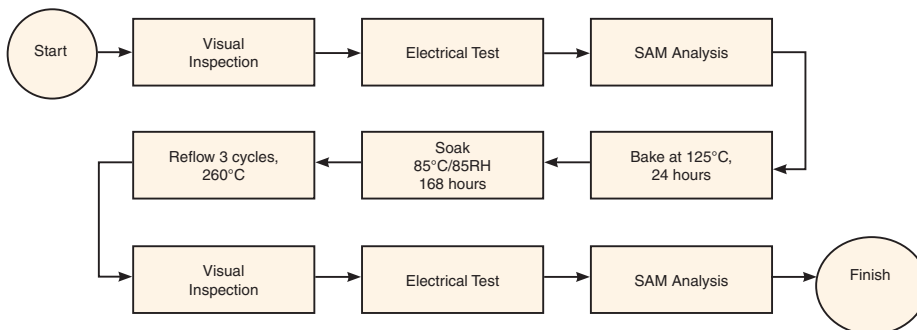 Start
Visual
Inspection
Electrical Test
SAM Analysis
Bake at 125°C,
24 hours
Soak
85°C/85RH
168 hours
Reflow 3 cycles,
260°C
Visual
Inspection
Electrical Test
SAM Analysis
Finish